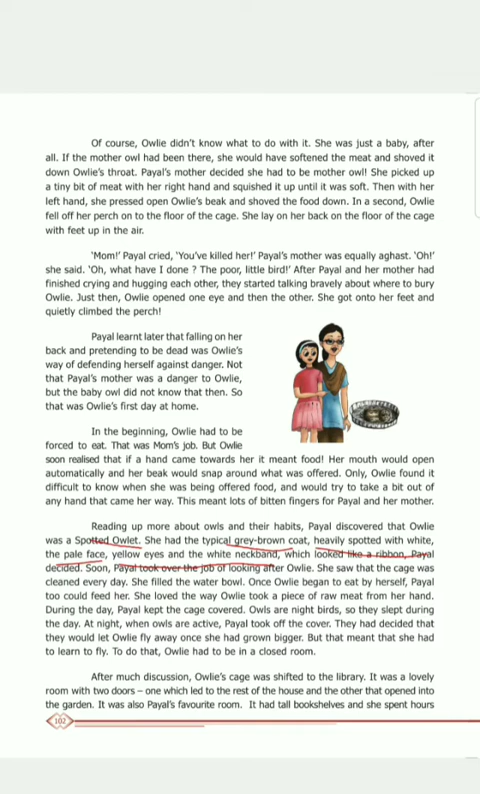 Of course, Owlie didn't know what to do with it. She was just a baby, after
all. If the mother owl had been there, she would have softened the meat and shoved it
down Owlie's throat. Payal's mother decided she had to be mother owl! She picked up
a tiny bit of meat with her right hand and squished it up until it was soft. Then with her
left hand, she pressed open Owlie's beak and shoved the food down. In a second, Owlie
fell off her perch on to the floor of the cage. She lay on her back on the floor of the cage
with feet up in the air.
'Mom!' Payal cried, 'You've killed her!' Payal's mother was equally aghast. 'Oh!'
she said. 'Oh, what have I done ? The poor, little bird!' After Payal and her mother had
finished crying and hugging each other, they started talking bravely about where to bury
Owlie. Just then, Owlie opened one eye and then the other. She got onto her feet and
quietly climbed the perch!
Payal learnt later that falling on her
back and pretending to be dead was Owlie's
way of defending herself against danger. Not
that Payal's mother was a danger to Owlie,
but the baby owl did not know that then. So
that was Owlie's first day at home.
In the beginning, Owlie had to be
forced to eat. That was Mom's job. But Owlie
soon realised that if a hand came towards her it meant food! Her mouth would open
automatically and her beak would snap around what was offered. Only, Owlie found it
difficult to know when she was being offered food, and would try to take a bit out of
any hand that came her way. This meant lots of bitten fingers for Payal and her mother.
Reading up more about owls and their habits, Payal discovered that Owlie
was a Spotted Owlet. She had the typical grey-brown coat, heavily spotted with white,
the pale face, yellow eyes and the white neckband, which looked like a ribbon, Payal
decided. Soon, Payal took over the job of looking after Owlie. She saw that the cage was
cleaned every day. She filled the water bowl. Once Owlie began to eat by herself, Payal
too could feed her. She loved the way Owlie took a piece of raw meat from her hand.
During the day, Payal kept the cage covered. Owls are night birds, so they slept during
the day. At night, when owls are active, Payal took off the cover. They had decided that
they would let Owlie fly away once she had grown bigger. But that meant that she had
to learn to fly. To do that, Owlie had to be in a closed room.
After much discussion, Owlie's cage was shifted to the library. It was a lovely
room with two doors – one which led to the rest of the house and the other that opened into
the garden. It was also Payal's favourite room. It had tall bookshelves and she spent hours
102